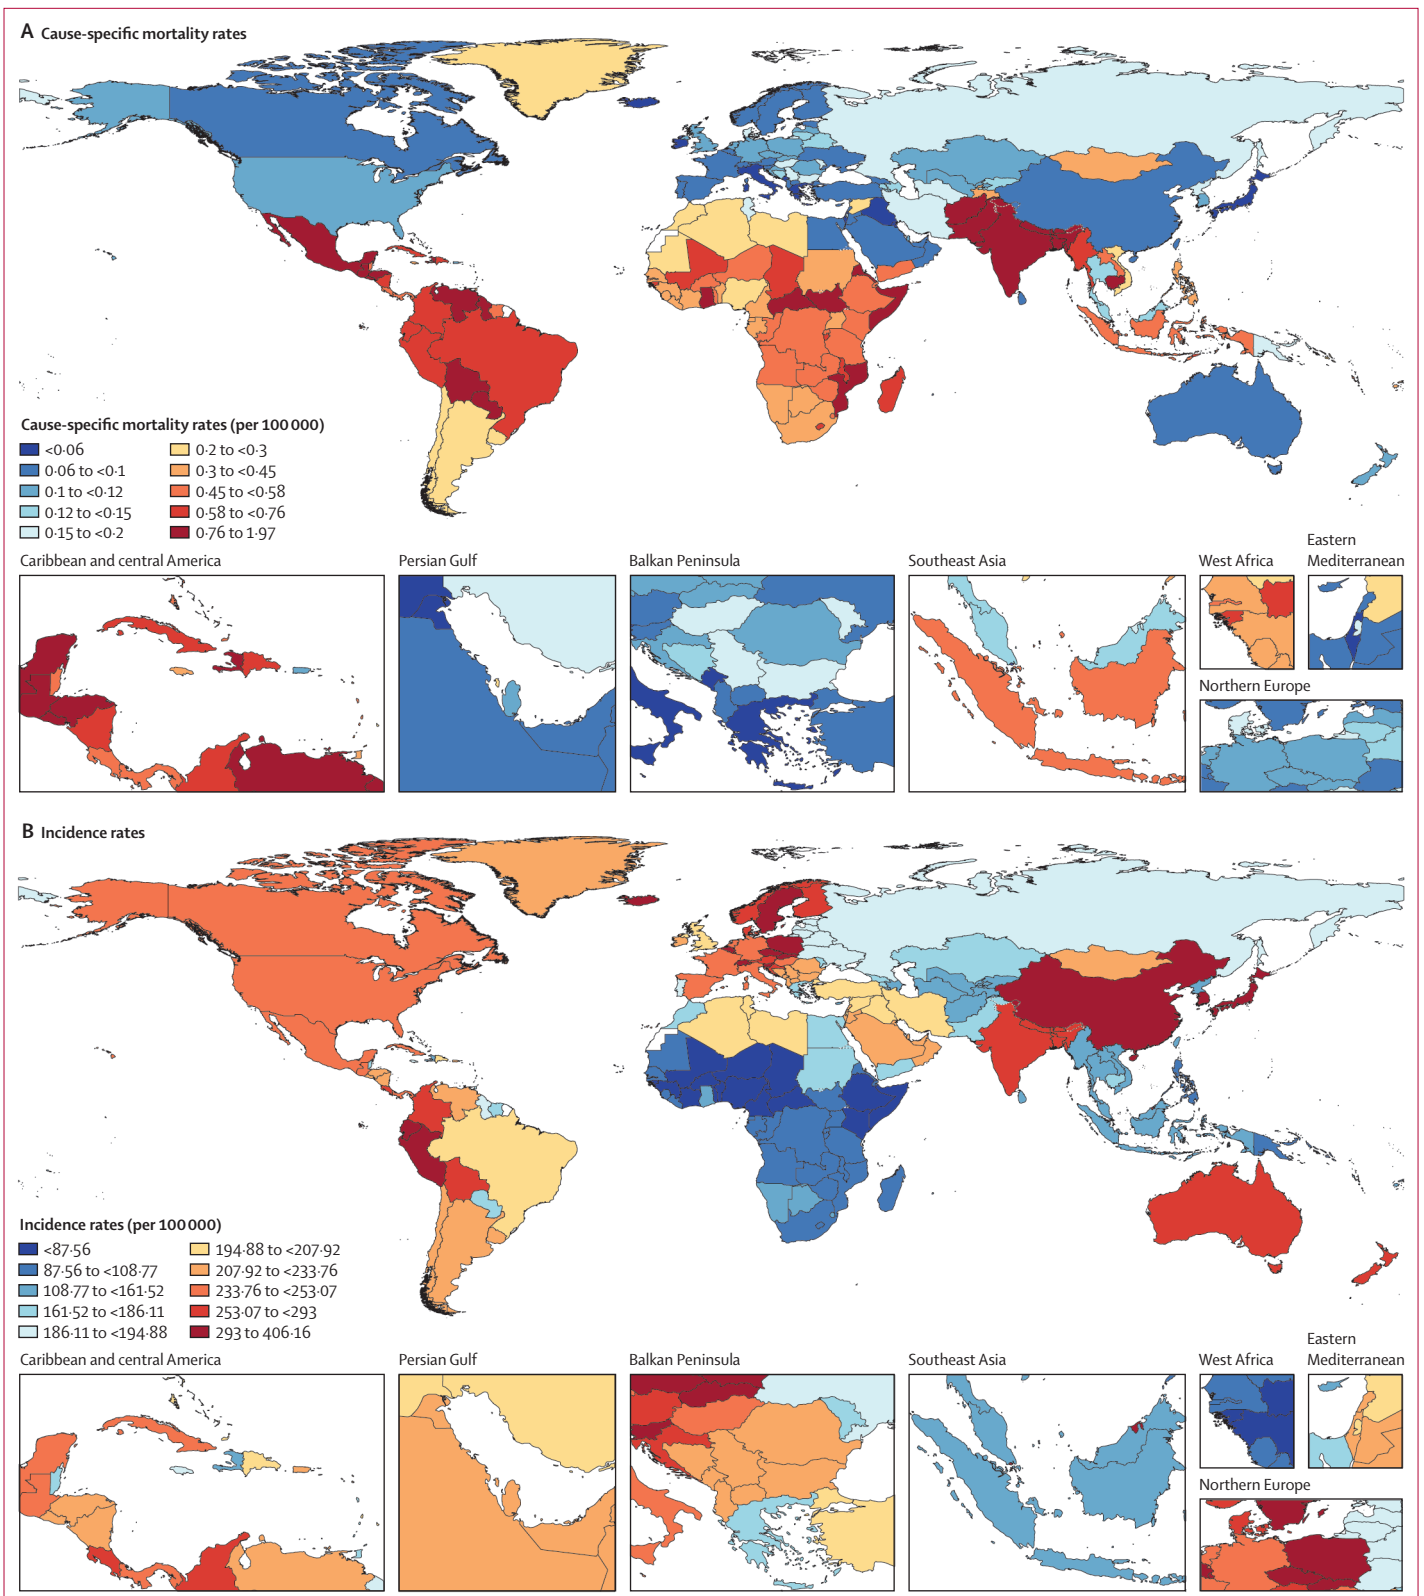 A Cause-specific mortality rates
Cause-specific mortality rates (per 100 000)
<0·06
0·06 to <0·1
0·1 to <0·12
0·12 to <0·15
0·15 to <0·2
0·2 to <0·3
0·3 to <0·45
0·45 to <0·58
0·58 to <0·76
0·76 to 1·97
Caribbean and central America
Persian Gulf
Balkan Peninsula
Southeast Asia
West Africa
Eastern
Mediterranean
Northern Europe
B Incidence rates
Incidence rates (per 100 000)
<87·56
87·56 to <108·77
108·77 to <161·52
161·52 to <186·11
186·11 to <194·88
194·88 to <207·92
207·92 to <233·76
233·76 to <253·07
253·07 to <293
293 to 406·16
Caribbean and central America
Persian Gulf
Balkan Peninsula
Southeast Asia
West Africa
Eastern
Mediterranean
Northern Europe